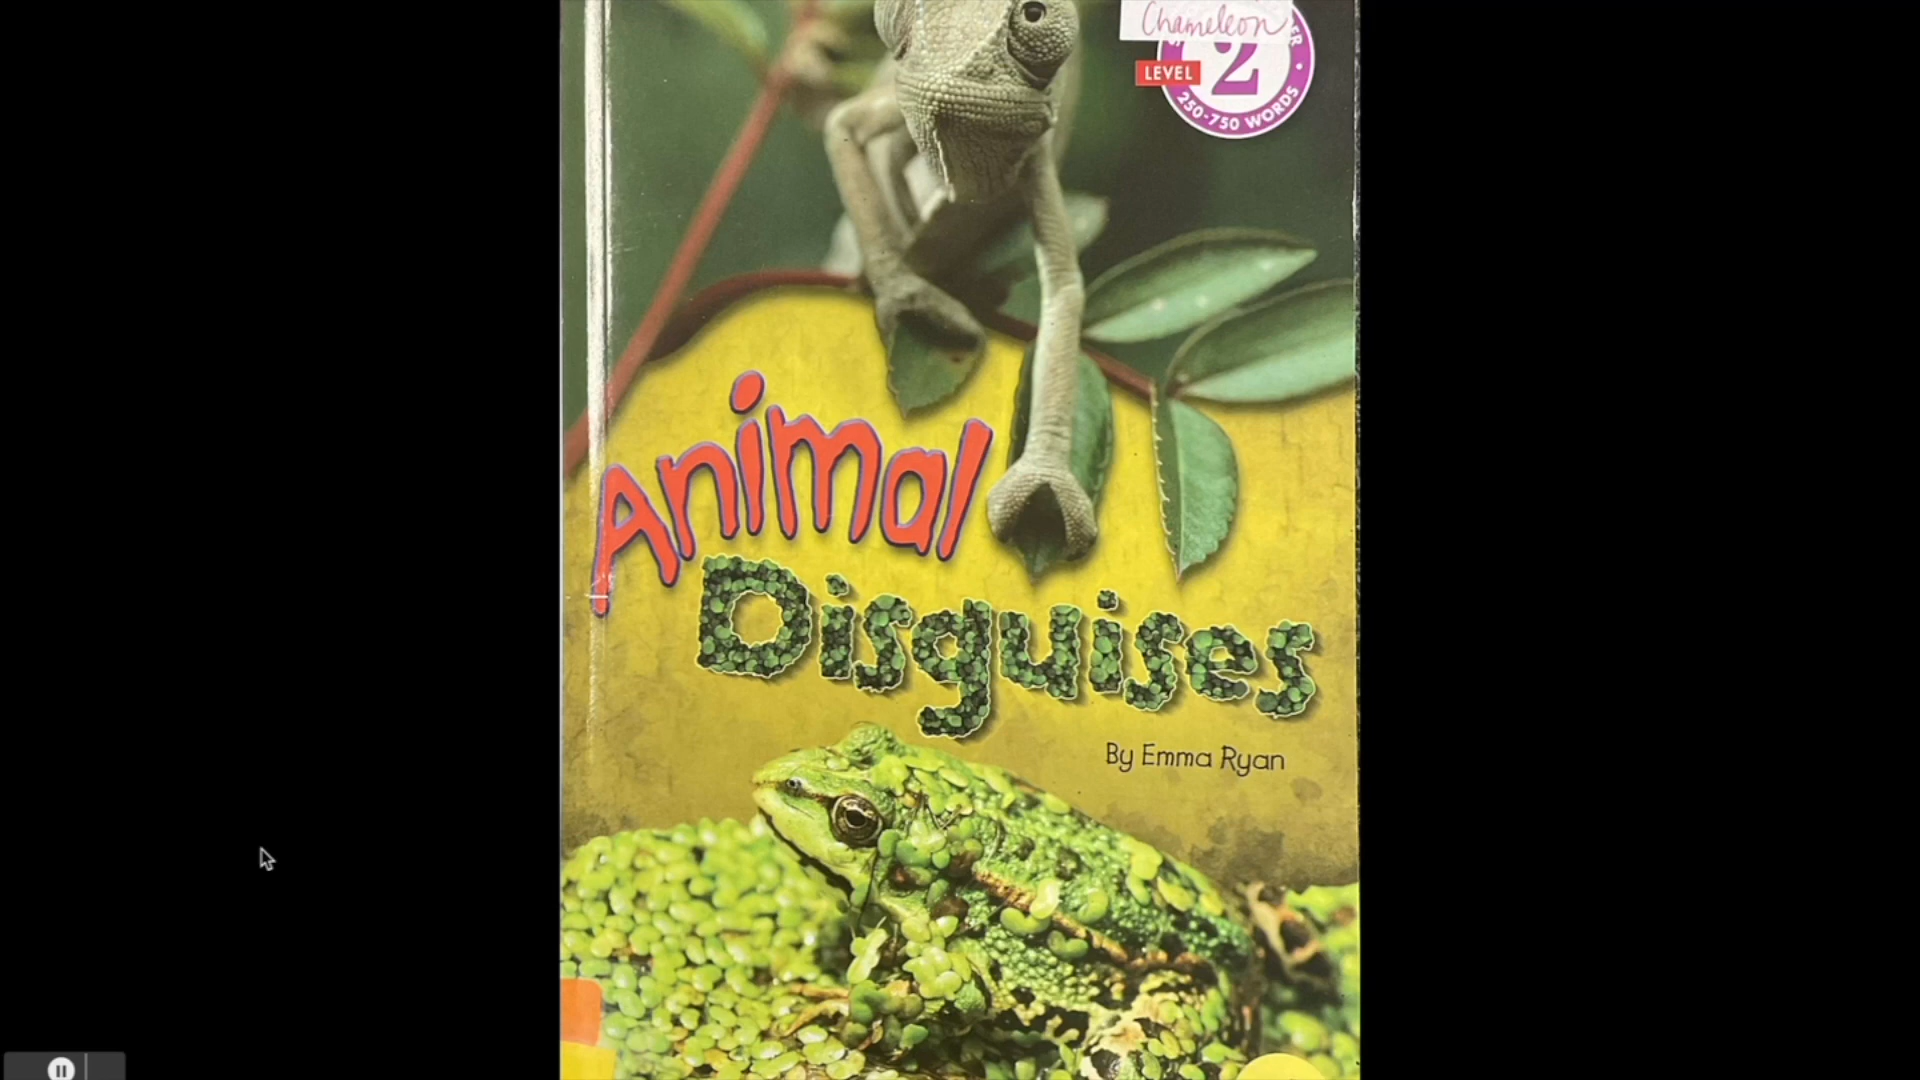 Chameleon
2
LEVEL
250-750 WORDS
Animal
Disguises
By Emma Ryan